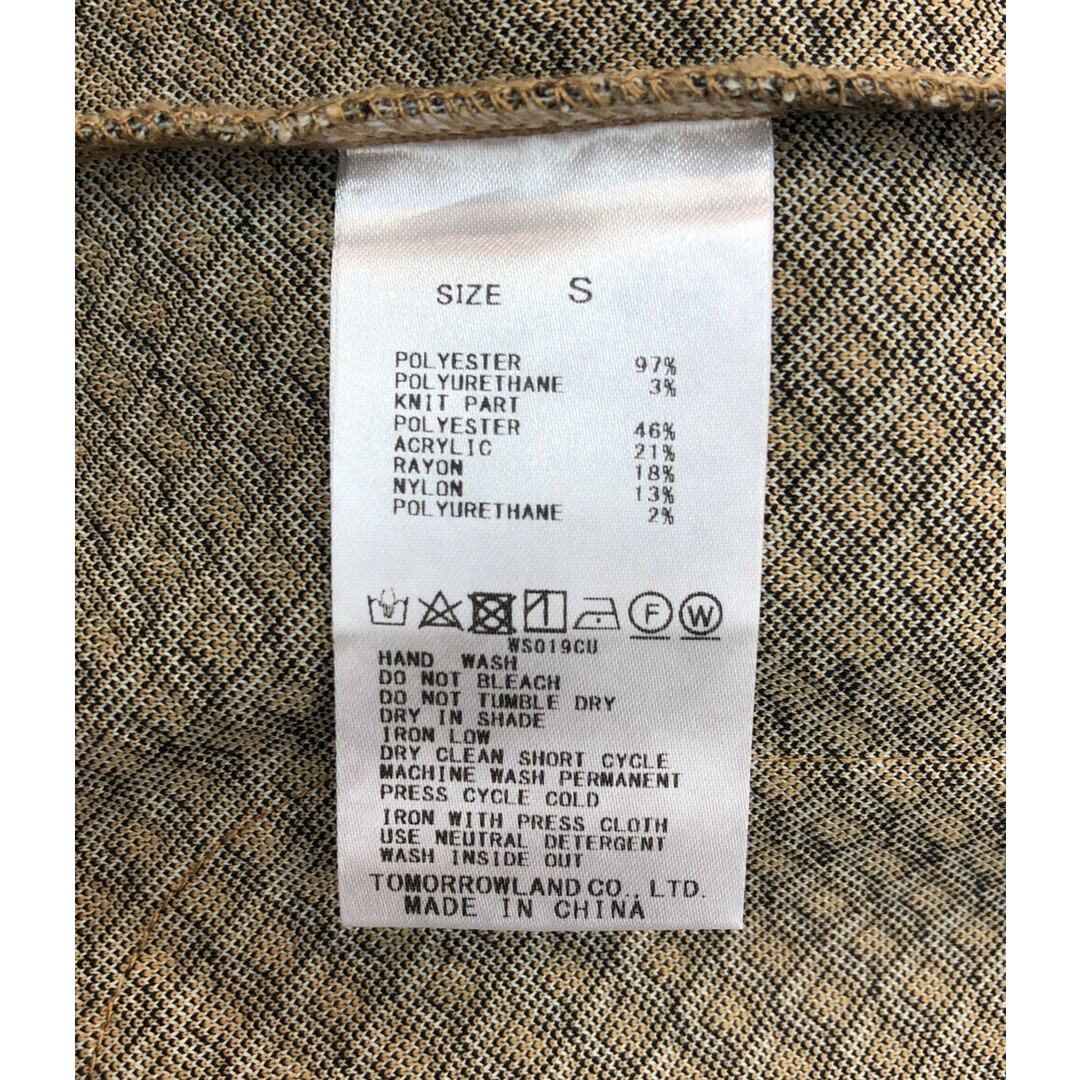 SIZE S
POLYESTER 97%
POLYURETHANE 3%
KNIT PART
POLYESTER 46%
ACRYLIC 21%
RAYON 18%
NYLON 13%
POLYURETHANE 2%
F W
WS019CU
HAND WASH
DO NOT BLEACH
DO NOT TUMBLE DRY
DRY IN SHADE
IRON LOW
DRY CLEAN SHORT CYCLE
MACHINE WASH PERMANENT
PRESS CYCLE COLD
IRON WITH PRESS CLOTH
USE NEUTRAL DETERGENT
WASH INSIDE OUT
TOMORROWLAND CO., LTD.
MADE IN CHINA